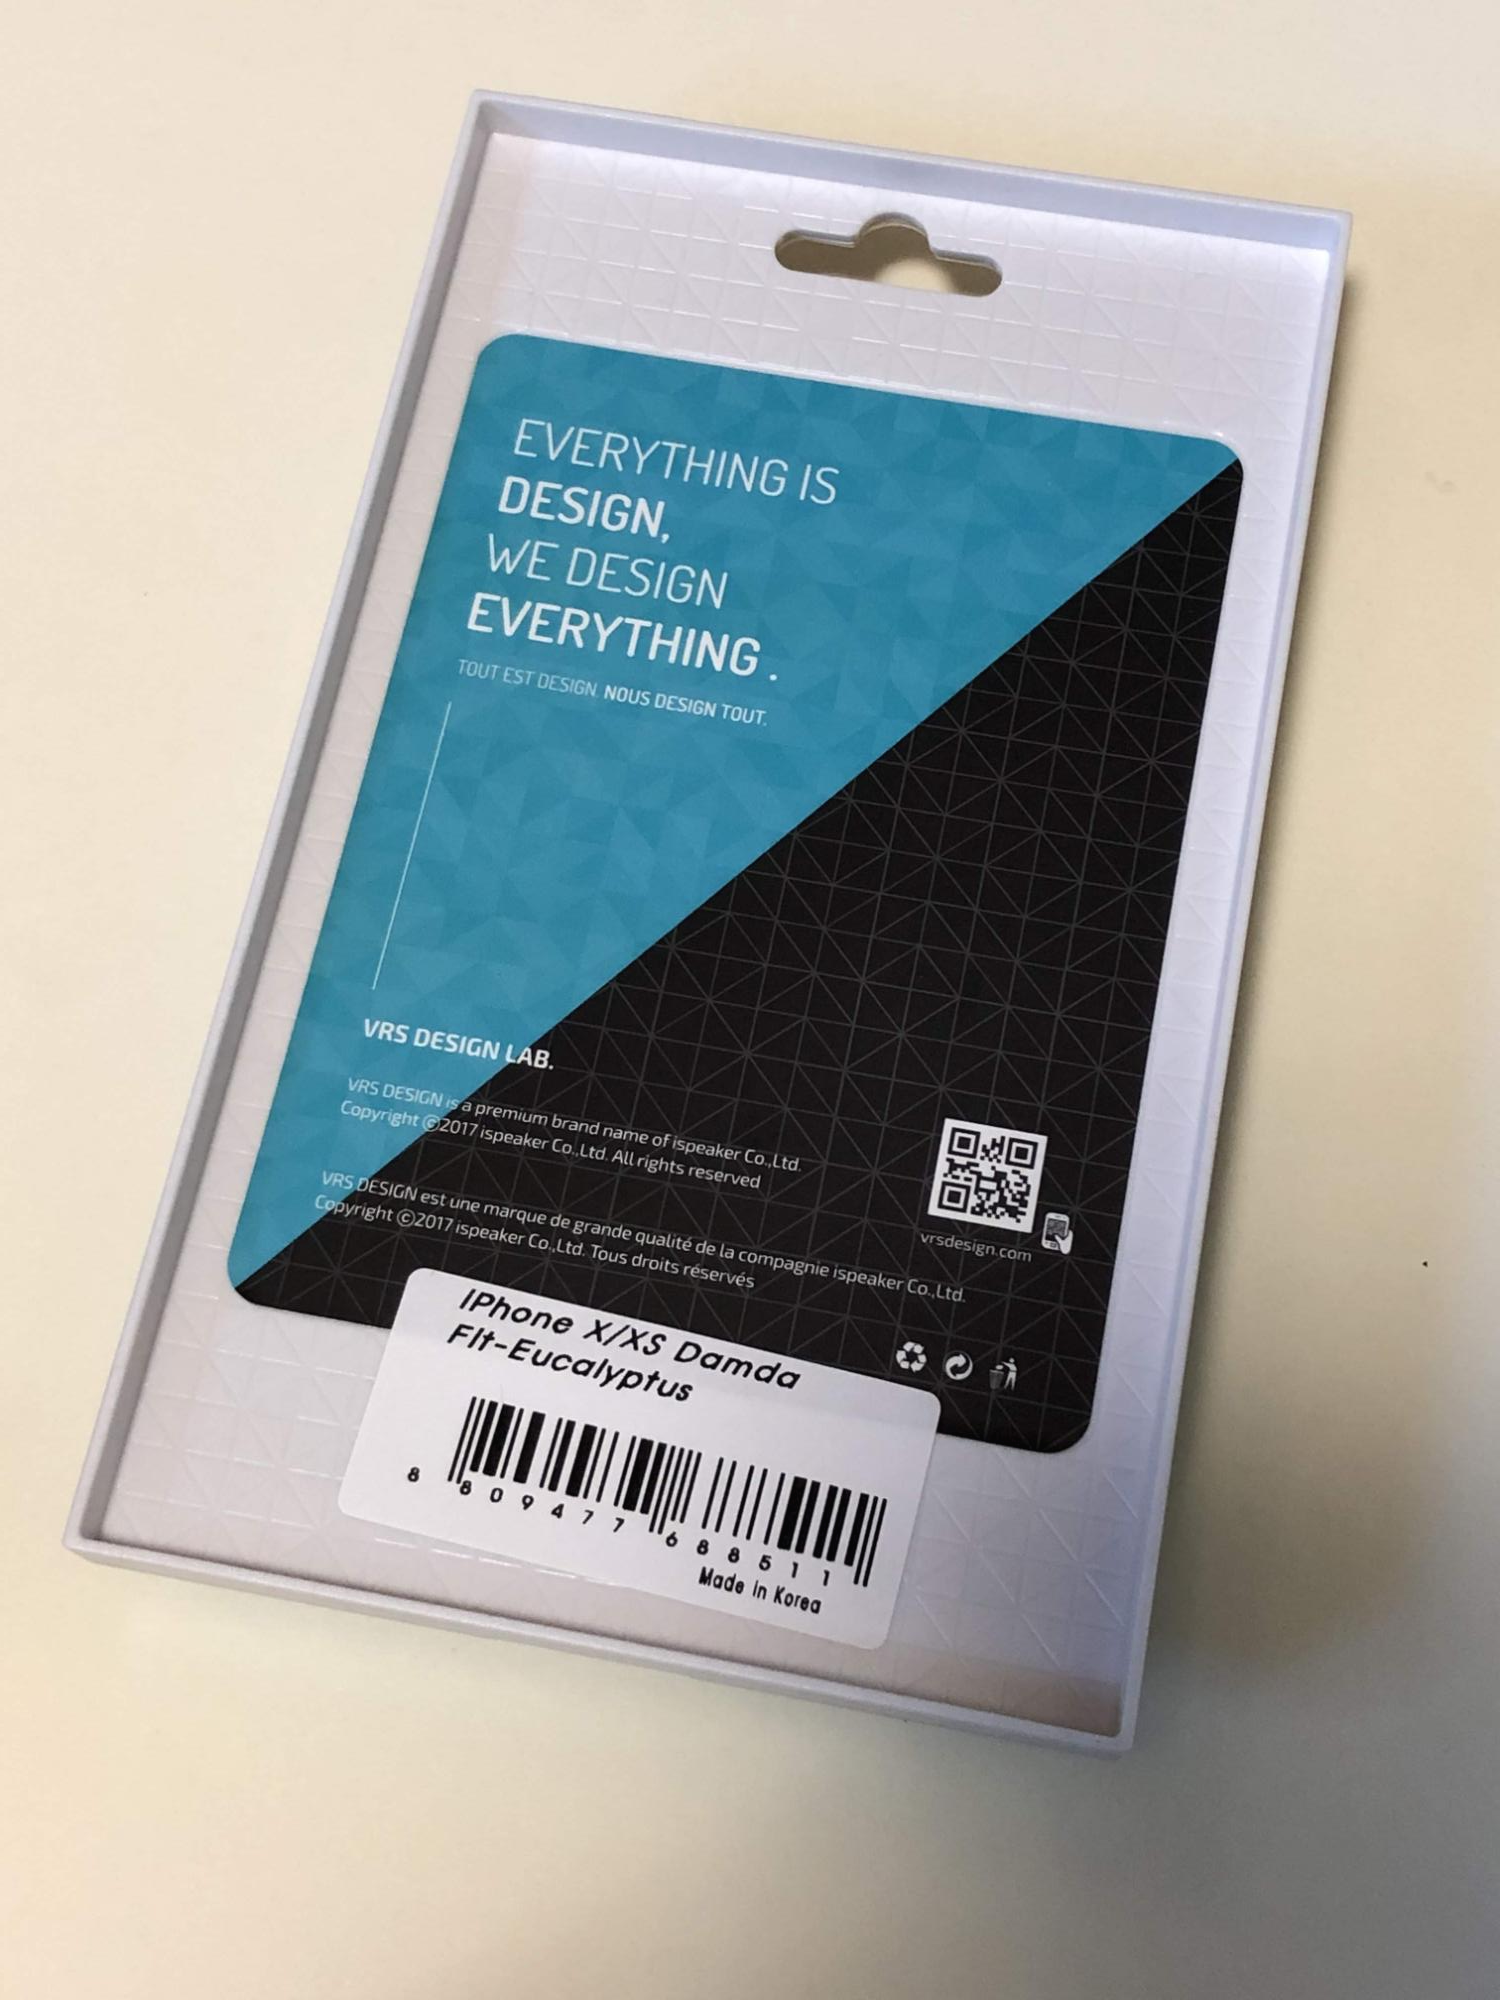 EVERYTHING IS
DESIGN,
WE DESIGN
EVERYTHING .
TOUT EST DESIGN. NOUS DESIGN TOUT.
VRS DESIGN LAB.
VRS DESIGN is a premium brand name of ispeaker Co.,Ltd.
Copyright ©2017 ispeaker Co.,Ltd. All rights reserved
VRS DESIGN est une marque de grande qualité de la compagnie ispeaker Co.,Ltd.
Copyright ©2017 ispeaker Co.,Ltd. Tous droits réservés
vrsdesign.com
iPhone X/XS Damda
Fit-Eucalyptus
8 809477 688511
Made in Korea